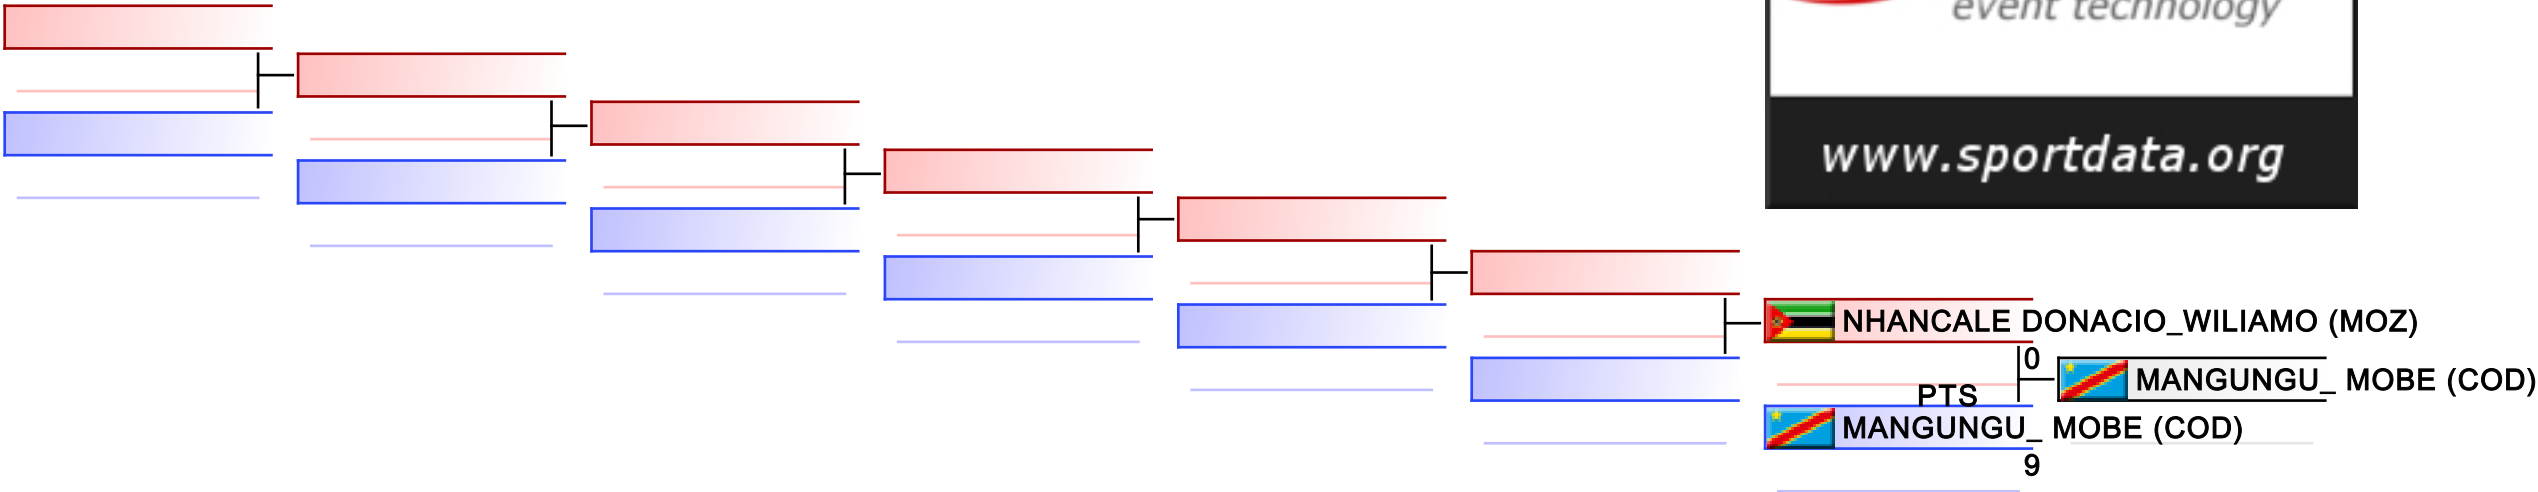 event technology
www.sportdata.org
NHANCALE DONACIO_WILIAMO (MOZ)
0
MANGUNGU_ MOBE (COD)
PTS
MANGUNGU_ MOBE (COD)
9